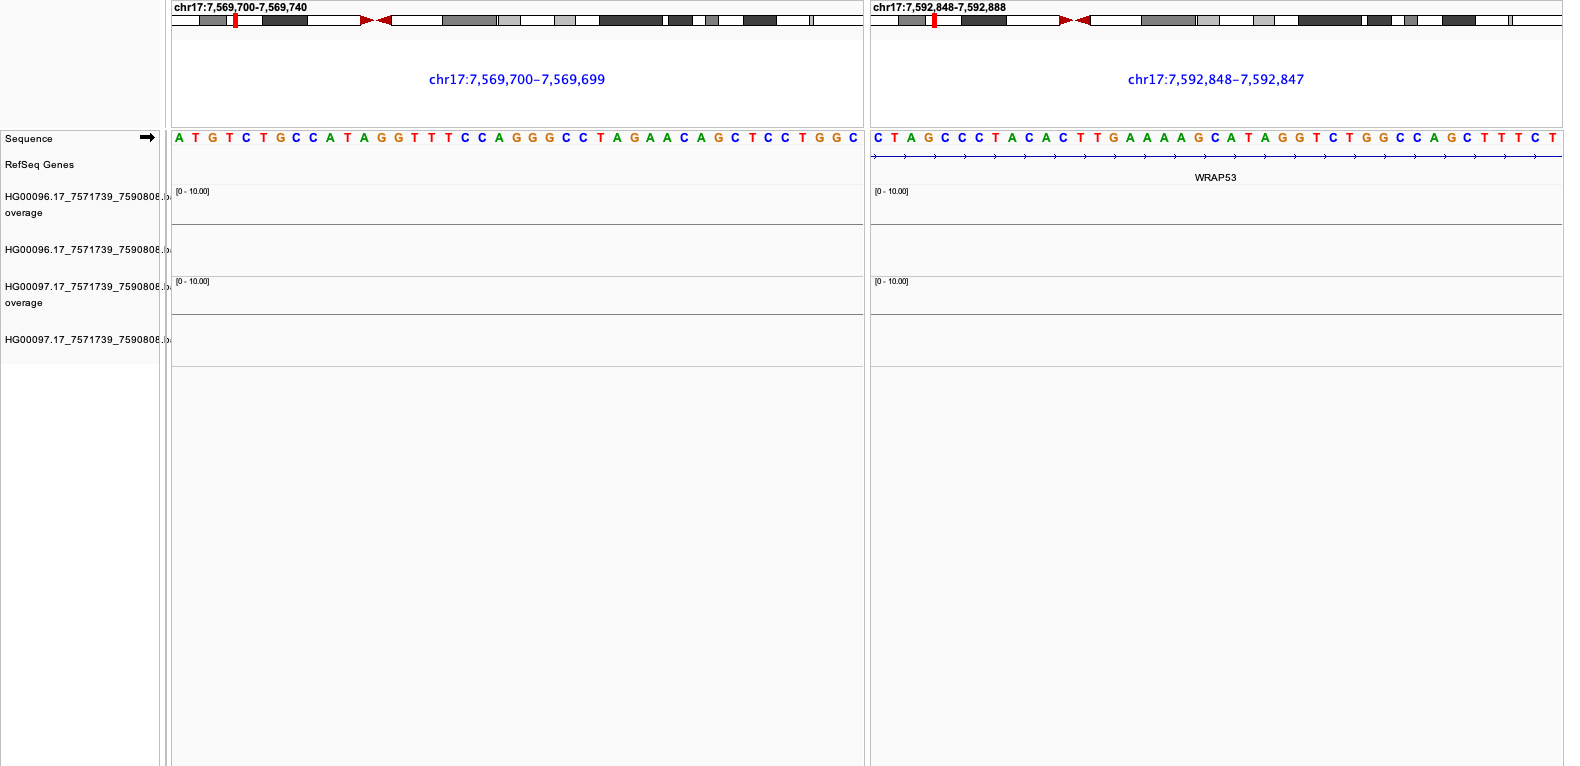 chr17:7,569,700-7,569,740
chr17:7,592,848-7,592,888
chr17:7,569,700–7,569,699
chr17:7,592,848–7,592,847
Sequence
A T G T C T G C C A T A G G T T T C C A G G G C C T A G A A C A G C T C C T G G C
C T A G C C C T A C A C T T G A A A A G C A T A G G T C T G G C C A G C T T T C T
RefSeq Genes
WRAP53
HG00096.17_7571739_7590808.ba
overage
[0 - 10.00]
[0 - 10.00]
HG00096.17_7571739_7590808.ba
HG00097.17_7571739_7590808.ba
overage
[0 - 10.00]
[0 - 10.00]
HG00097.17_7571739_7590808.ba